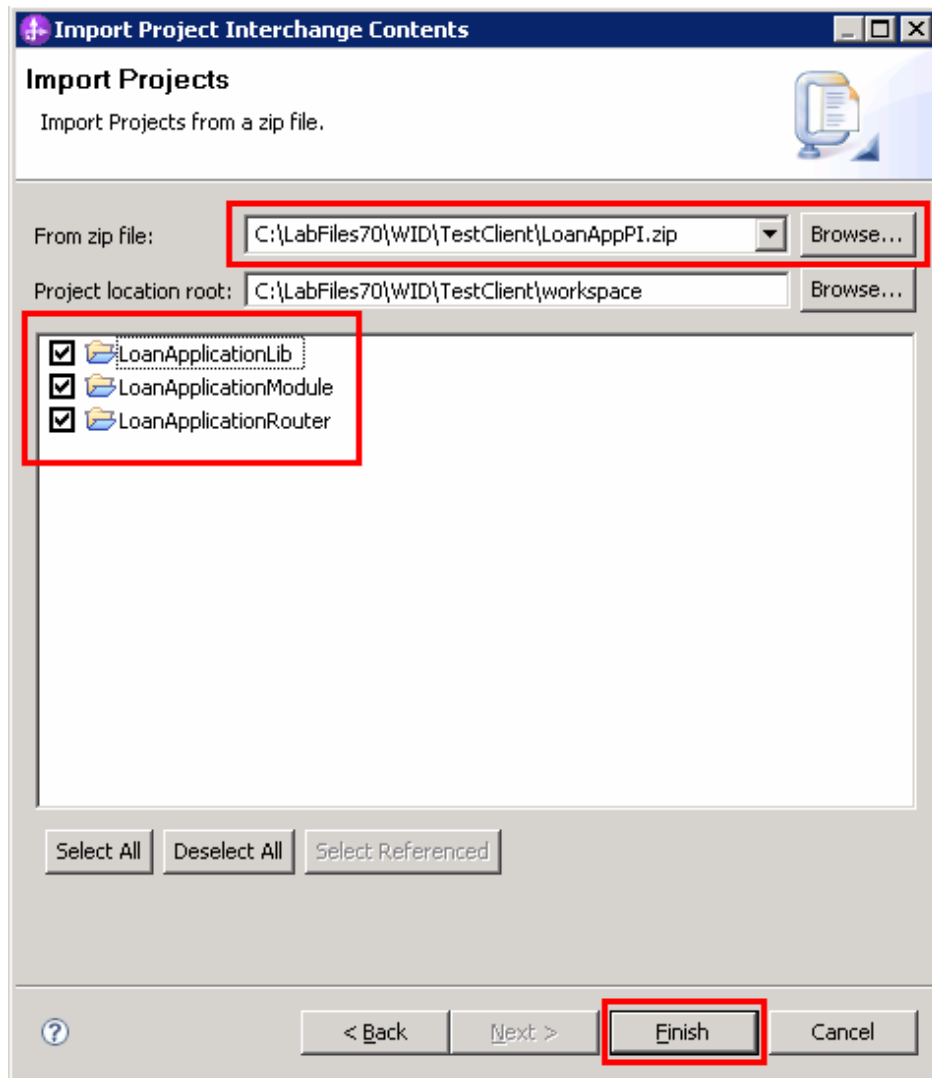 Import Project Interchange Contents
Import Projects
Import Projects from a zip file.
From zip file: C:\LabFiles70\WID\TestClient\LoanAppPI.zip Browse...
Project location root: C:\LabFiles70\WID\TestClient\workspace Browse...
LoanApplicationLib
LoanApplicationModule
LoanApplicationRouter
Select All Deselect All Select Referenced
? < Back Next > Finish Cancel